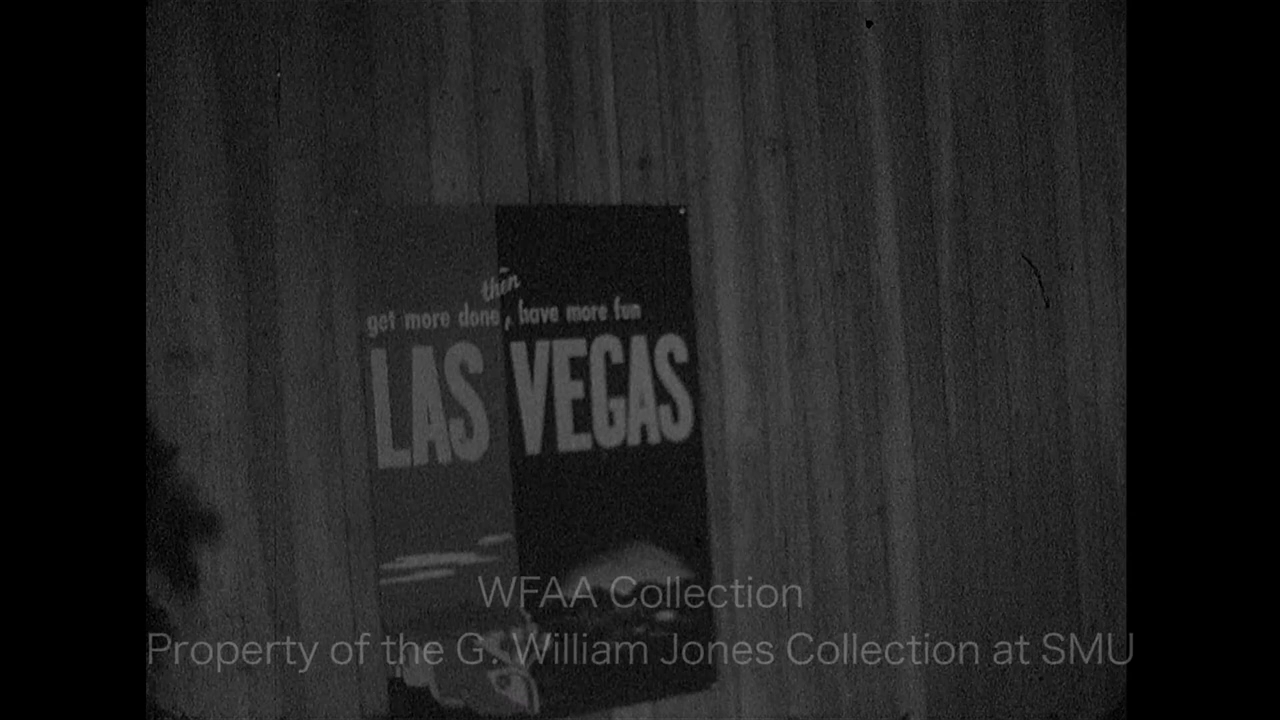 then
get more done, have more fun
LAS VEGAS
WFAA Collection
Property of the G. William Jones Collection at SMU